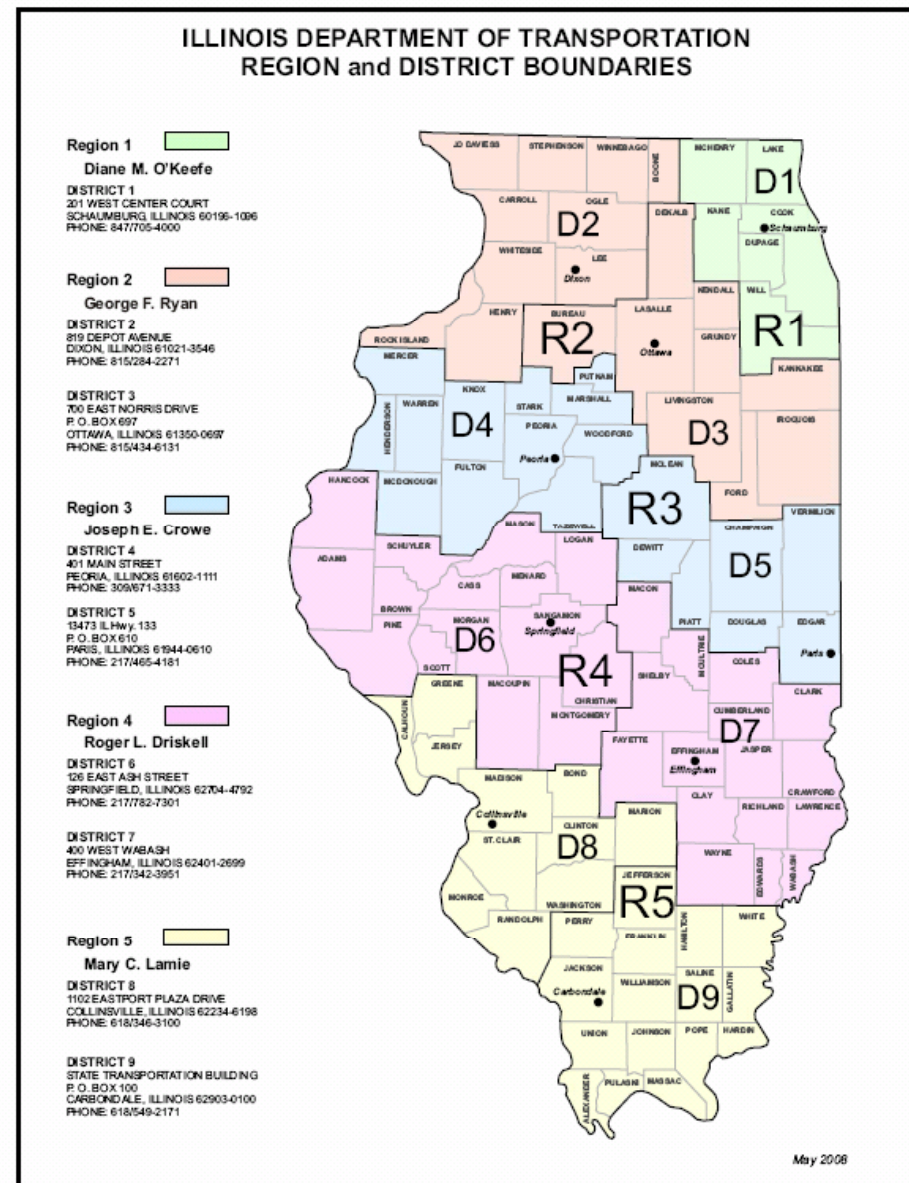 ILLINOIS DEPARTMENT OF TRANSPORTATION
REGION and DISTRICT BOUNDARIES
Region 1
Diane M. O'Keefe
DISTRICT 1
201 WEST CENTER COURT
SCHAUMBURG, ILLINOIS 60196-1096
PHONE: 847/705-4000
Region 2
George F. Ryan
DISTRICT 2
819 DEPOT AVENUE
DIXON, ILLINOIS 61021-3546
PHONE: 815/284-2271
DISTRICT 3
700 EAST NORRIS DRIVE
P. O. BOX 697
OTTAWA, ILLINOIS 61350-0697
PHONE: 815/434-6131
Region 3
Joseph E. Crowe
DISTRICT 4
401 MAIN STREET
PEORIA, ILLINOIS 61602-1111
PHONE: 309/671-3333
DISTRICT 5
13473 IL Hwy. 133
P. O. BOX 610
PARIS, ILLINOIS 61944-0610
PHONE: 217/465-4181
Region 4
Roger L. Driskell
DISTRICT 6
126 EAST ASH STREET
SPRINGFIELD, ILLINOIS 62704-4792
PHONE: 217/782-7301
DISTRICT 7
400 WEST WABASH
EFFINGHAM, ILLINOIS 62401-2699
PHONE: 217/342-3951
Region 5
Mary C. Lamie
DISTRICT 8
1102 EASTPORT PLAZA DRIVE
COLLINSVILLE, ILLINOIS 62234-6198
PHONE: 618/346-3100
DISTRICT 9
STATE TRANSPORTATION BUILDING
P. O. BOX 100
CARBONDALE, ILLINOIS 62903-0100
PHONE: 618/549-2171
JO DAVIESS
STEPHENSON
WINNEBAGO
BOONE
MCHENRY
LAKE
D1
CARROLL
OGLE
D2
DEKALB
KANE
COOK
Schaumburg
DUPAGE
WHITESIDE
LEE
Dixon
KENDALL
WILL
R1
HENRY
BUREAU
R2
LASALLE
Ottawa
GRUNDY
ROCK ISLAND
MERCER
KANKAKEE
PUTNAM
KNOX
STARK
MARSHALL
LIVINGSTON
D3
IROQUOIS
HENDERSON
WARREN
D4
PEORIA
Peoria
WOODFORD
FULTON
MCLEAN
R3
FORD
HANCOCK
MCDONOUGH
MASON
TAZEWELL
CHAMPAIGN
VERMILION
D5
ADAMS
SCHUYLER
LOGAN
DEWITT
CASS
MENARD
MACON
BROWN
PIKE
MORGAN
D6
SANGAMON
Springfield
PIATT
DOUGLAS
EDGAR
Paris
SCOTT
R4
MOULTRIE
COLES
SHELBY
CLARK
GREENE
MACOUPIN
CHRISTIAN
MONTGOMERY
CALHOUN
JERSEY
CUMBERLAND
D7
FAYETTE
EFFINGHAM
Effingham
JASPER
MADISON
BOND
CLAY
CRAWFORD
Collinsville
MARION
RICHLAND
LAWRENCE
ST. CLAIR
CLINTON
D8
WAYNE
EDWARDS
WABASH
JEFFERSON
R5
MONROE
WASHINGTON
RANDOLPH
PERRY
FRANKLIN
HAMILTON
WHITE
JACKSON
Carbondale
WILLIAMSON
SALINE
D9
GALLATIN
UNION
JOHNSON
POPE
HARDIN
ALEXANDER
PULASKI
MASSAC
May 2008